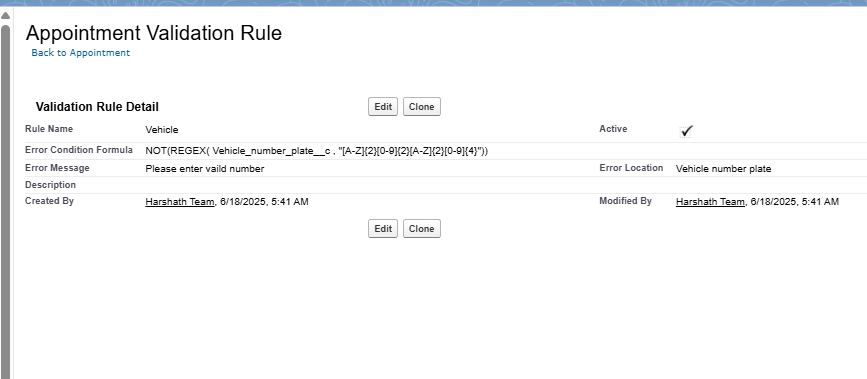 Appointment Validation Rule
Back to Appointment
Validation Rule Detail
Edit Clone
Rule Name Vehicle Active
Error Condition Formula NOT(REGEX( Vehicle_number_plate__c , "[A-Z]{2}[0-9]{2}[A-Z]{2}[0-9]{4}"))
Error Message Please enter vaild number Error Location Vehicle number plate
Description
Created By Harshath Team, 6/18/2025, 5:41 AM Modified By Harshath Team, 6/18/2025, 5:41 AM
Edit Clone